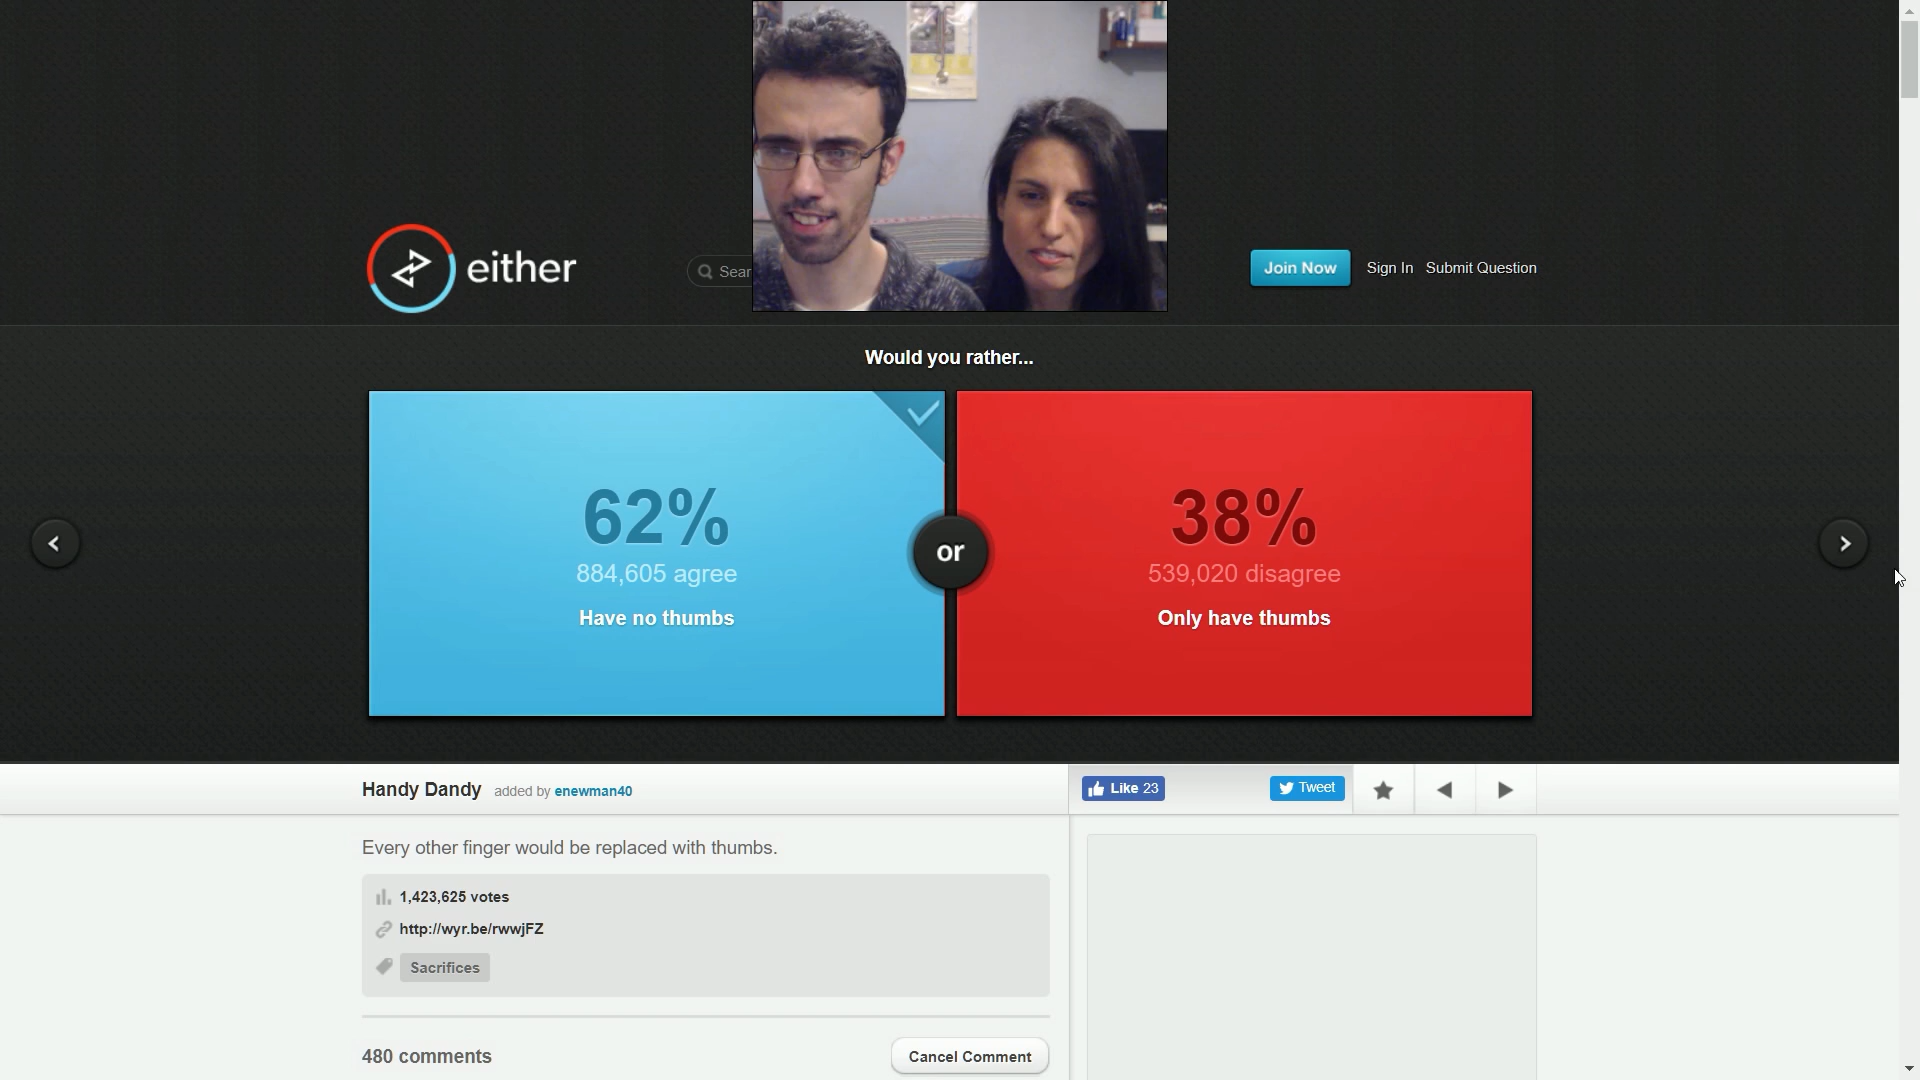 either
Sear
Join Now
Sign In
Submit Question
Would you rather...
62%
884,605 agree
Have no thumbs
or
38%
539,020 disagree
Only have thumbs
Handy Dandy added by enewman40
Like 23
Tweet
Every other finger would be replaced with thumbs.
1,423,625 votes
http://wyr.be/rwwjFZ
Sacrifices
480 comments
Cancel Comment